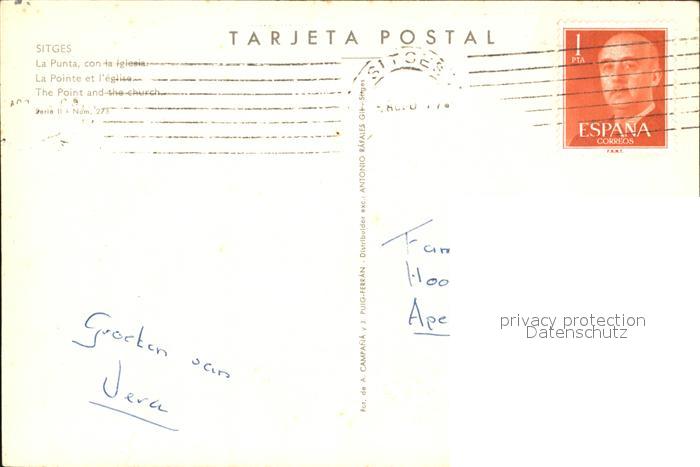 TARJETA POSTAL
SITGES
La Punta, con la Iglesia.
La Pointe et l'église.
The Point and the church.
Serie II - Núm. 273
SITGES
1
PTA
ESPAÑA
CORREOS
F.N.M.T.
Fot. de A. CAMPAÑÁ y J. PUIG-FERRÁN - Distribuidor exc.: ANTONIO RÁFALES GIL - Sitges
Fam
Hoo
Ape
privacy protection
Datenschutz
Groeten van
Vera